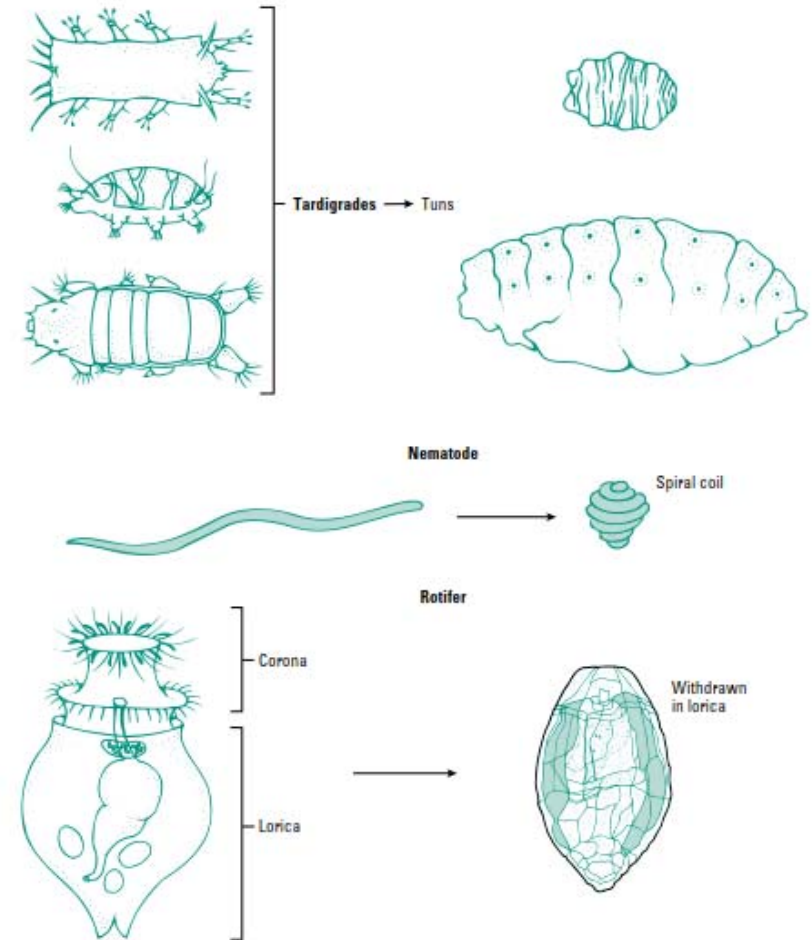 Tardigrades → Tuns
Nematode
Spiral coil
Rotifer
Corona
Withdrawn
in lorica
Lorica